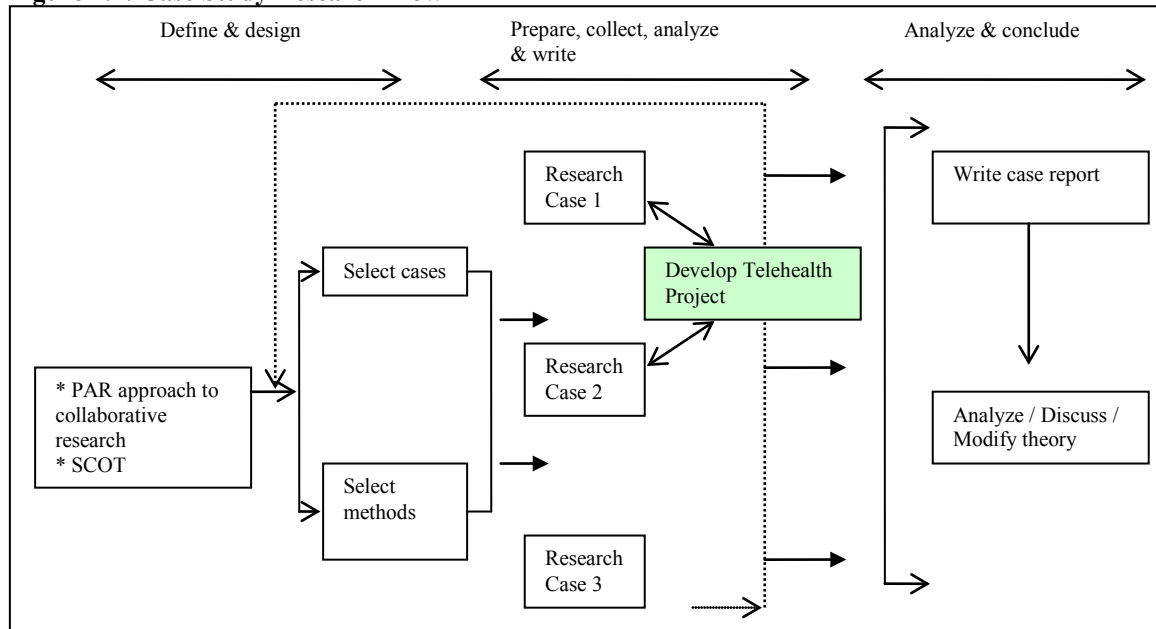 Define & design
Prepare, collect, analyze
& write
Analyze & conclude
Research
Case 1
Write case report
Select cases
Develop Telehealth
Project
Research
Case 2
* PAR approach to
collaborative
research
* SCOT
Analyze / Discuss /
Modify theory
Select
methods
Research
Case 3